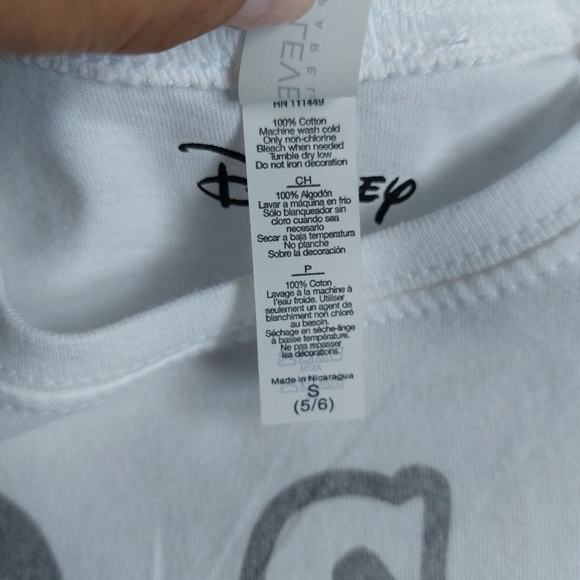 RN 111449
100% Cotton
Machine wash cold
Only non-chlorine
Bleach when needed
Tumble dry low
Do not iron decoration
CH
100% Algodón
Lavar a máquina en frío
Sólo blanqueador sin
cloro cuando sea
necesario
Secar a baja temperatura
No planche
Sobre la decoración
P
100% Coton
Lavage à la machine à
l'eau froide. Utiliser
seulement un agent de
blanchiment non chloré
au besoin.
Séchage en sèche-linge
à basse température.
Ne pas repasser
les décorations.
Made in Nicaragua
S
(5/6)
D
EY